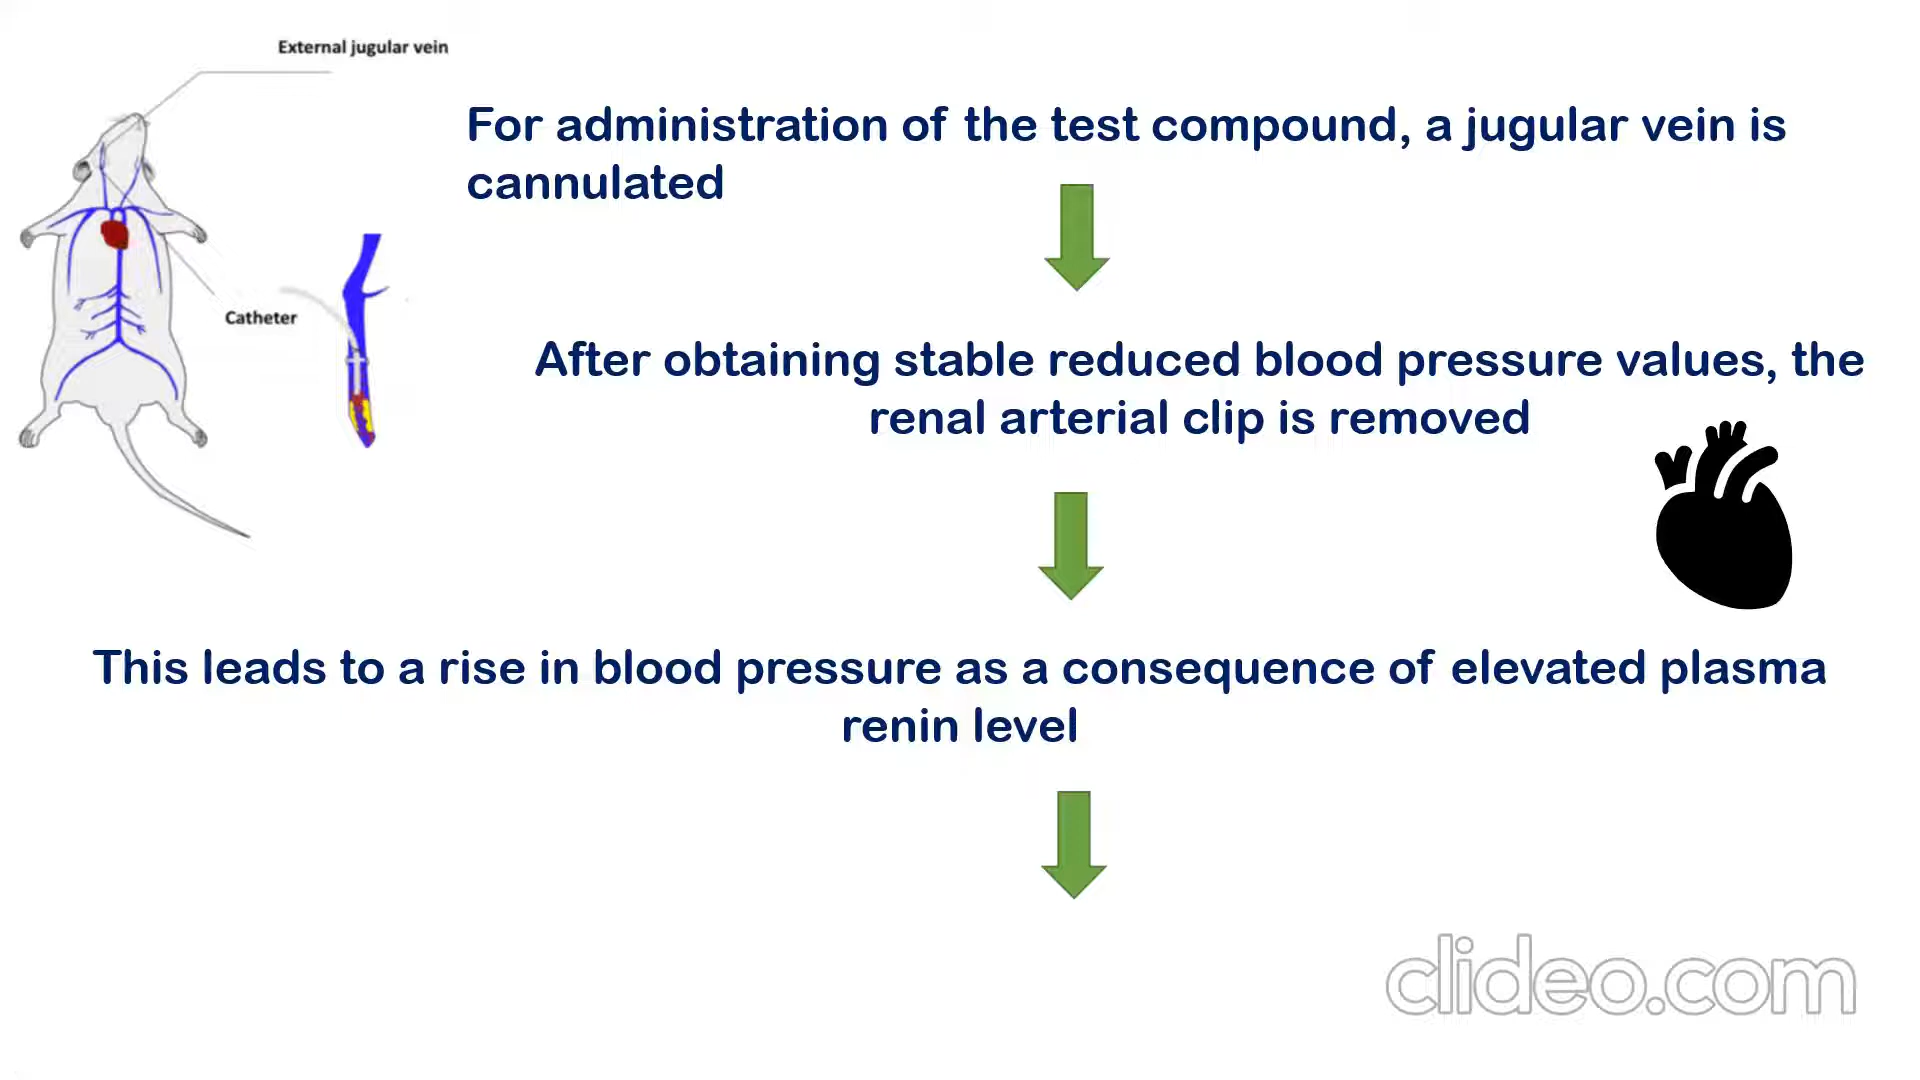 External jugular vein
For administration of the test compound, a jugular vein is
cannulated
Catheter
After obtaining stable reduced blood pressure values, the
renal arterial clip is removed
This leads to a rise in blood pressure as a consequence of elevated plasma
renin level
clideo.com